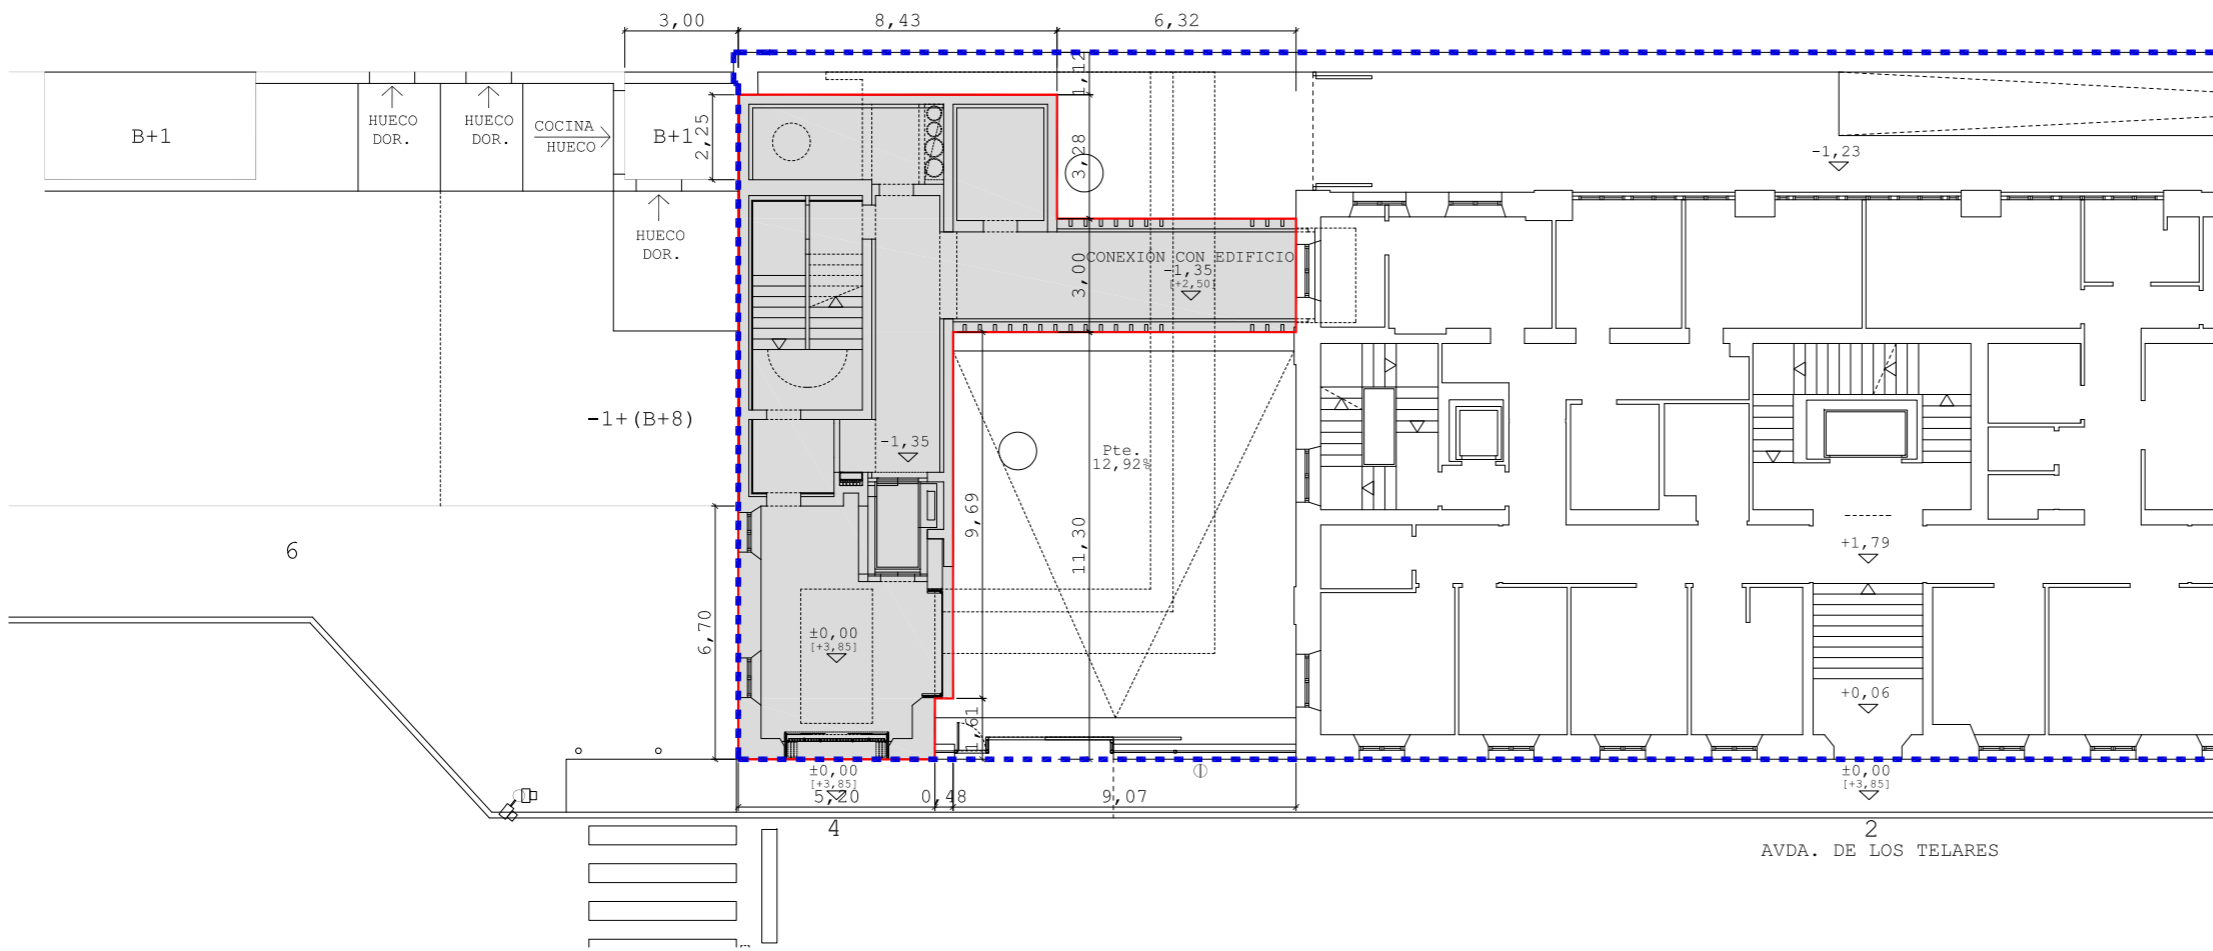 3,00
8,43
6,32
1,12
B+1
HUECO
DOR.
HUECO
DOR.
COCINA
HUECO
B+1
2,25
3,28
-1,23
HUECO
DOR.
CONEXIÓN CON EDIFICIO
-1,35
[+2,50]
3,00
-1+(B+8)
-1,35
Pte.
12,92%
9,69
11,30
6
+1,79
6,70
±0,00
[+3,85]
+0,06
1,61
±0,00
[+3,85]
±0,00
[+3,85]
5,20
0,48
9,07
4
2
AVDA. DE LOS TELARES